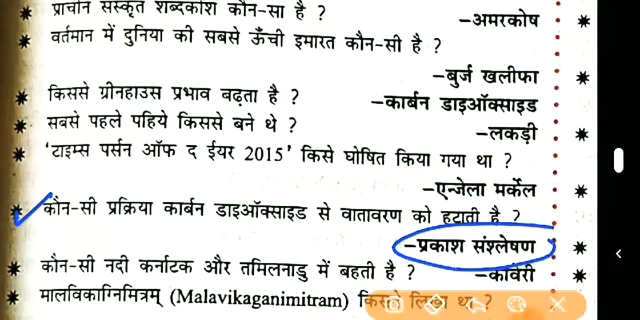 प्राचीन संस्कृत शब्दकोश कौन-सा है ?
–अमरकोष
वर्तमान में दुनिया की सबसे ऊँची इमारत कौन-सी है ?
–बुर्ज खलीफा
किससे ग्रीनहाउस प्रभाव बढ़ता है ?
–कार्बन डाइऑक्साइड
सबसे पहले पहिये किससे बने थे ?
–लकड़ी
‘टाइम्स पर्सन ऑफ द ईयर 2015’ किसे घोषित किया गया था ?
–एन्जेला मर्केल
कौन-सी प्रक्रिया कार्बन डाइऑक्साइड से वातावरण को हटाती है ?
–प्रकाश संश्लेषण
कौन-सी नदी कर्नाटक और तमिलनाडु में बहती है ?
–कावेरी
मालविकाग्निमित्रम् (Malavikaganimitram) किसने लिखा था ?